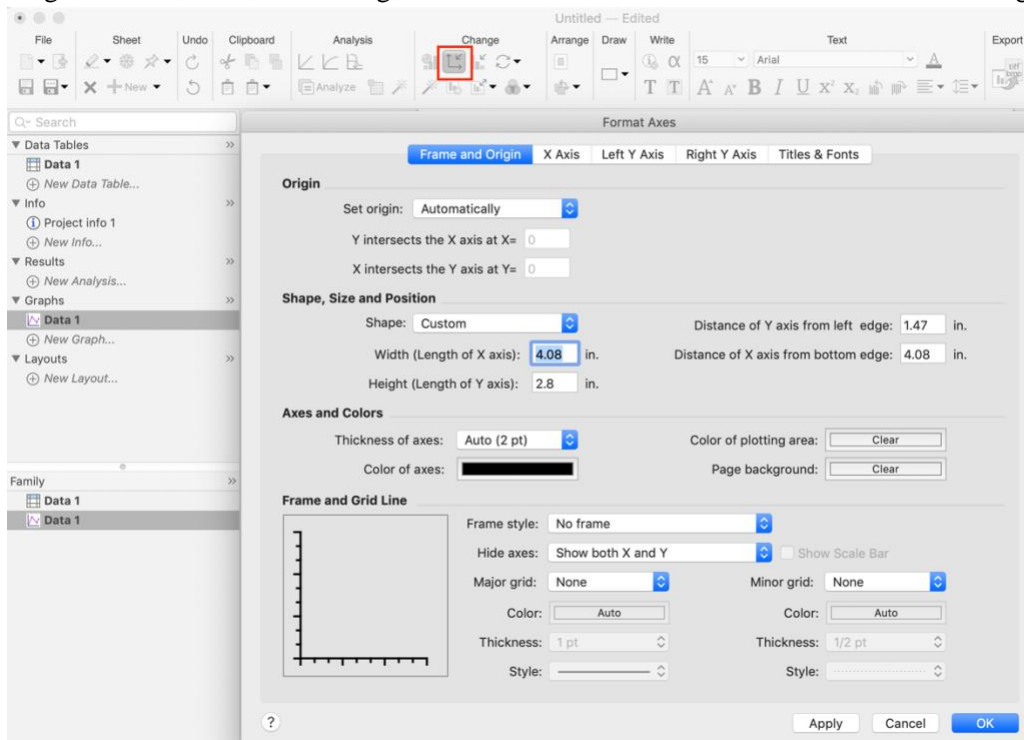 Untitled — Edited
File Sheet Undo Clipboard Analysis Change Arrange Draw Write Text Export
15 Arial A
New Analyze T T A A B I U X² X₂
Search
Format Axes
Data Tables
Data 1
New Data Table...
Info
Project info 1
New Info...
Results
New Analysis...
Graphs
Data 1
New Graph...
Layouts
New Layout...
Family
Data 1
Data 1
Frame and Origin X Axis Left Y Axis Right Y Axis Titles & Fonts
Origin
Set origin: Automatically
Y intersects the X axis at X= 0
X intersects the Y axis at Y= 0
Shape, Size and Position
Shape: Custom Distance of Y axis from left edge: 1.47 in.
Width (Length of X axis): 4.08 in. Distance of X axis from bottom edge: 4.08 in.
Height (Length of Y axis): 2.8 in.
Axes and Colors
Thickness of axes: Auto (2 pt) Color of plotting area: Clear
Color of axes: Page background: Clear
Frame and Grid Line
Frame style: No frame
Hide axes: Show both X and Y Show Scale Bar
Major grid: None Minor grid: None
Color: Auto Color: Auto
Thickness: 1 pt Thickness: 1/2 pt
Style: Style:
? Apply Cancel OK